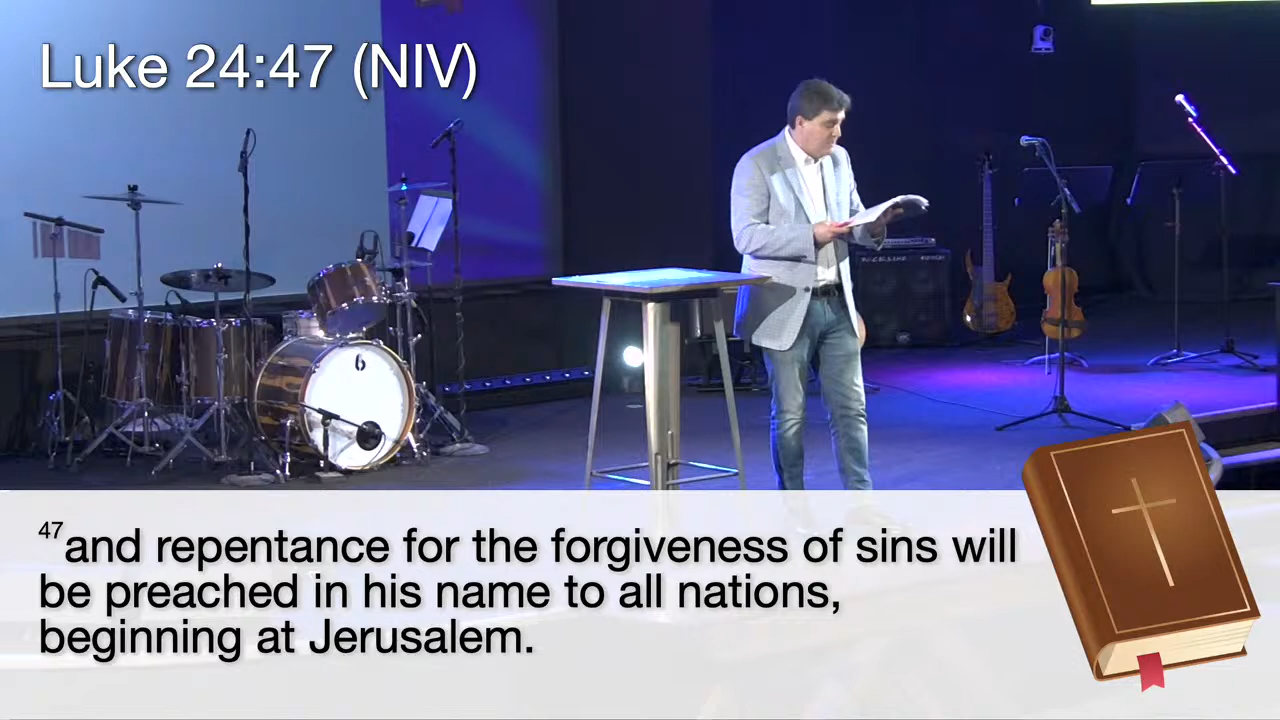 Luke 24:47 (NIV)
6
47and repentance for the forgiveness of sins will
be preached in his name to all nations,
beginning at Jerusalem.